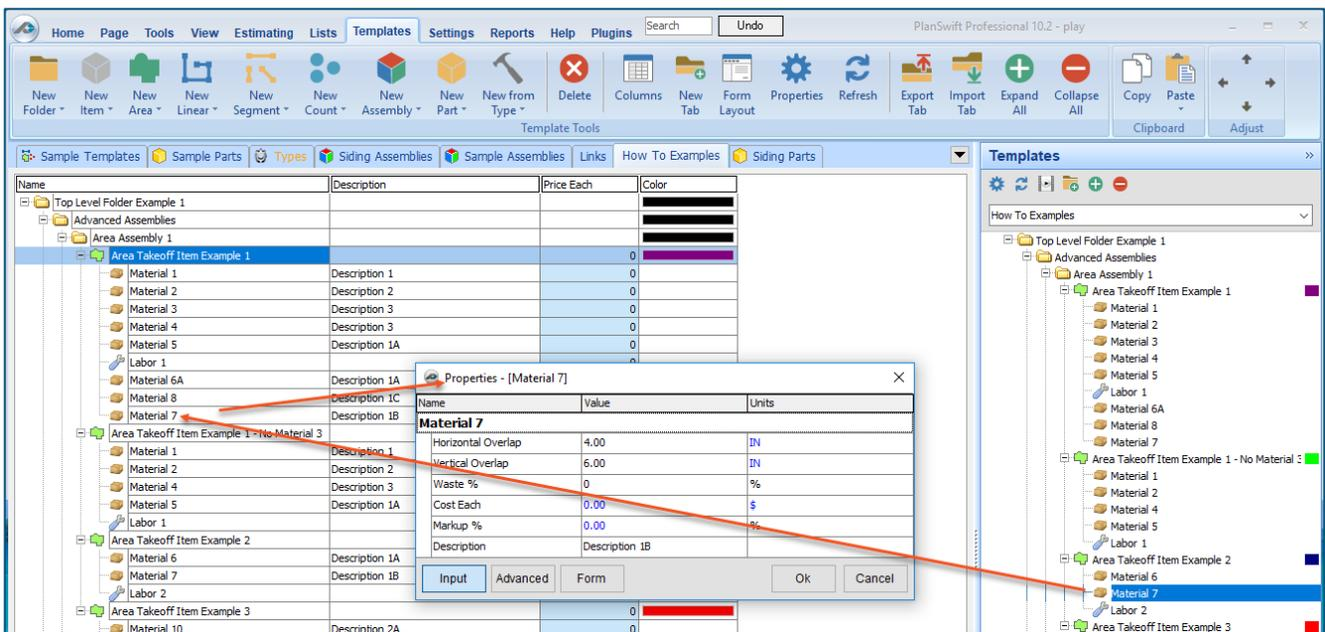 Home Page Tools View Estimating Lists Templates Settings Reports Help Plugins Search Undo PlanSwift Professional 10.2 - play
New Folder New Item New Area New Linear New Segment New Count New Assembly New Part New from Type Delete Columns New Tab Form Layout Properties Refresh Export Tab Import Tab Expand All Collapse All Copy Paste
Template Tools Clipboard Adjust
Sample Templates Sample Parts Types Siding Assemblies Sample Assemblies Links How To Examples Siding Parts
Name Description Price Each Color
Top Level Folder Example 1
Advanced Assemblies
Area Assembly 1
Area Takeoff Item Example 1 0
Material 1 Description 1 0
Material 2 Description 2 0
Material 3 Description 3 0
Material 4 Description 3 0
Material 5 Description 1A 0
Labor 1 0
Material 6A Description 1A
Material 8 Description 1C
Material 7 Description 1B
Area Takeoff Item Example 1 - No Material 3
Material 1 Description 1
Material 2 Description 2
Material 4 Description 3
Material 5 Description 1A
Labor 1
Area Takeoff Item Example 2
Material 6 Description 1A
Material 7 Description 1B
Labor 2
Area Takeoff Item Example 3 0
Material 10 Description 2A 0
Properties - [Material 7]
Name Value Units
Material 7
Horizontal Overlap 4.00 IN
Vertical Overlap 6.00 IN
Waste % 0 %
Cost Each 0.00 $
Markup % 0.00 %
Description Description 1B
Input Advanced Form Ok Cancel
Templates
How To Examples
Top Level Folder Example 1
Advanced Assemblies
Area Assembly 1
Area Takeoff Item Example 1
Material 1
Material 2
Material 3
Material 4
Material 5
Labor 1
Material 6A
Material 8
Material 7
Area Takeoff Item Example 1 - No Material 3
Material 1
Material 2
Material 4
Material 5
Labor 1
Area Takeoff Item Example 2
Material 6
Material 7
Labor 2
Area Takeoff Item Example 3